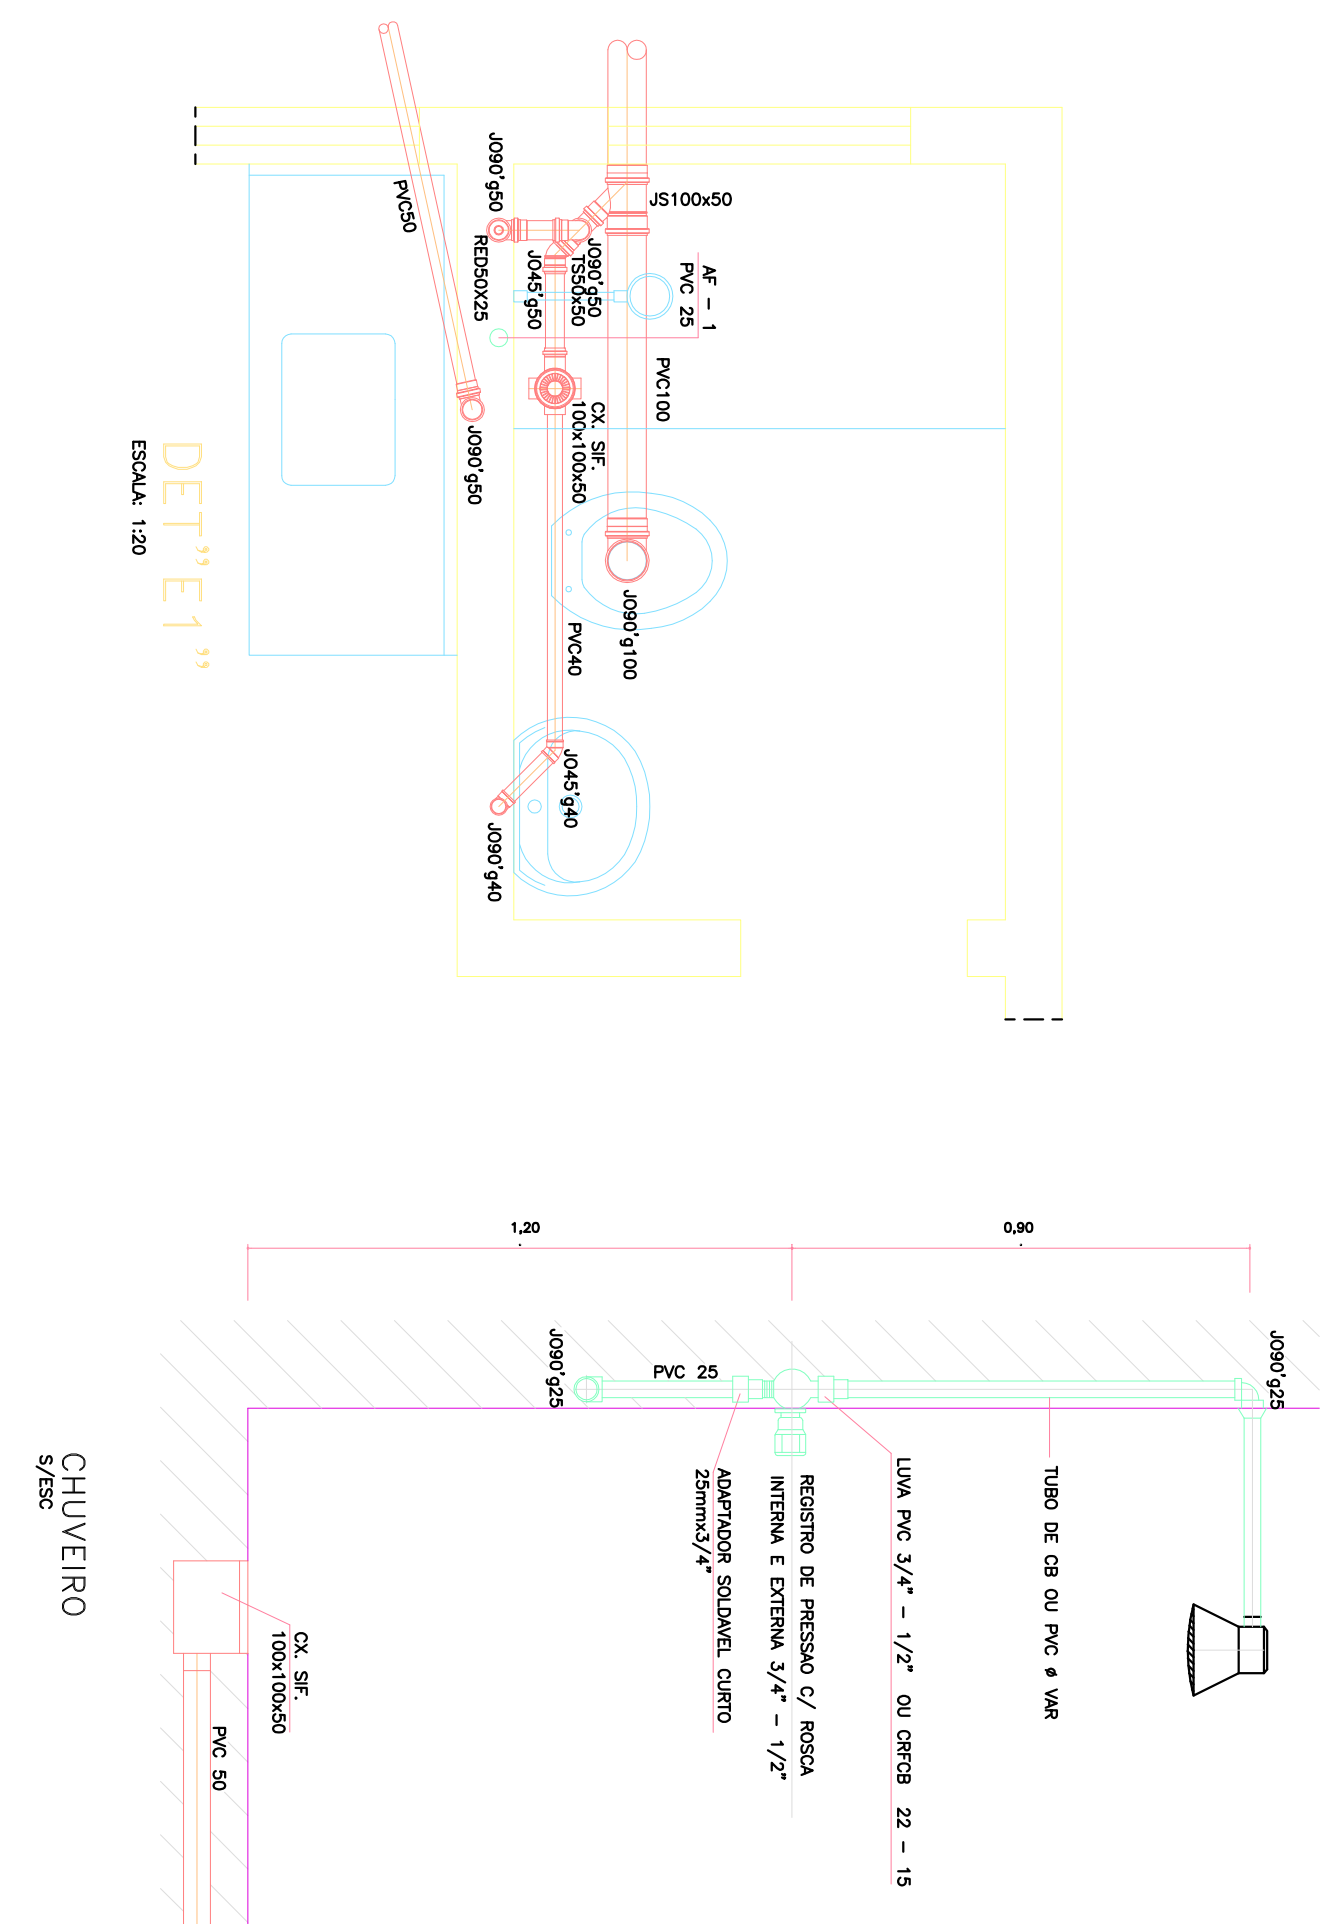 JO90'g50
PVC50
JS100x50
RED50X25
JO45'g50
TS50x50
JO90'g50
AF - 1
PVC 25
PVC100
CX. SIF.
100x100x50
JO90'g50
JO90'g100
PVC40
JO45'g40
JO90'g40
DET"E1"
ESCALA: 1:20
1,20
0,90
JO90'g25
PVC 25
JO90'g25
TUBO DE CB OU PVC ø VAR
LUVA PVC 3/4" - 1/2" OU CRFCB 22 - 15
REGISTRO DE PRESSAO C/ ROSCA
INTERNA E EXTERNA 3/4" - 1/2"
ADAPTADOR SOLDAVEL CURTO
25mmx3/4"
CX. SIF.
100x100x50
PVC 50
CHUVEIRO
S/ESC